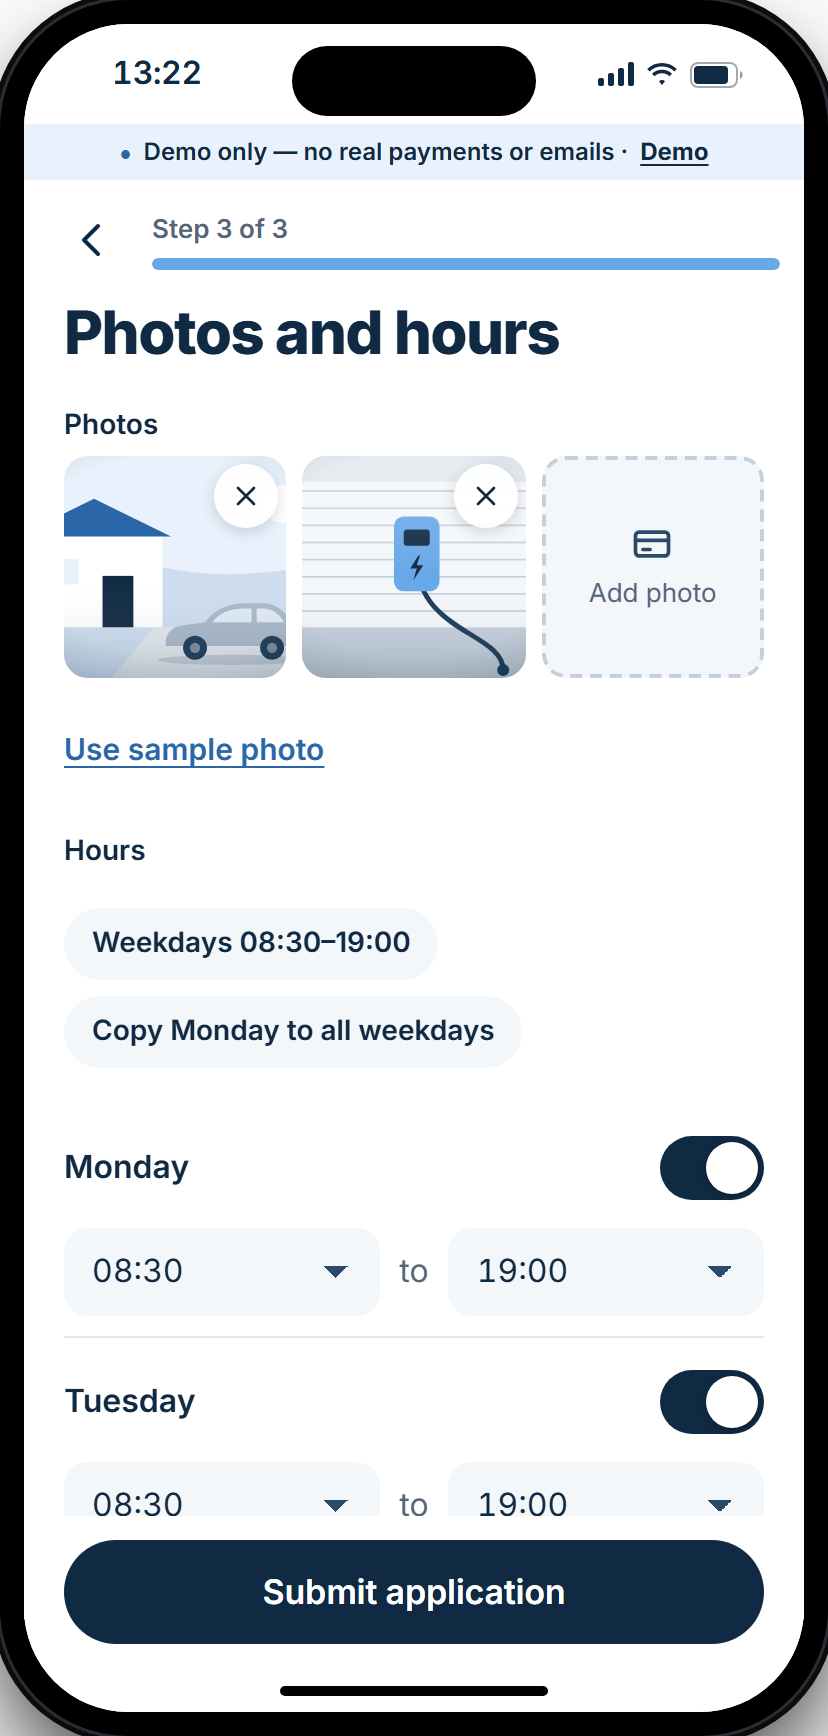 13:22
Demo only — no real payments or emails · Demo
Step 3 of 3
Photos and hours
Photos
Add photo
Use sample photo
Hours
Weekdays 08:30–19:00
Copy Monday to all weekdays
Monday
08:30 to 19:00
Tuesday
08:30 to 19:00
Submit application